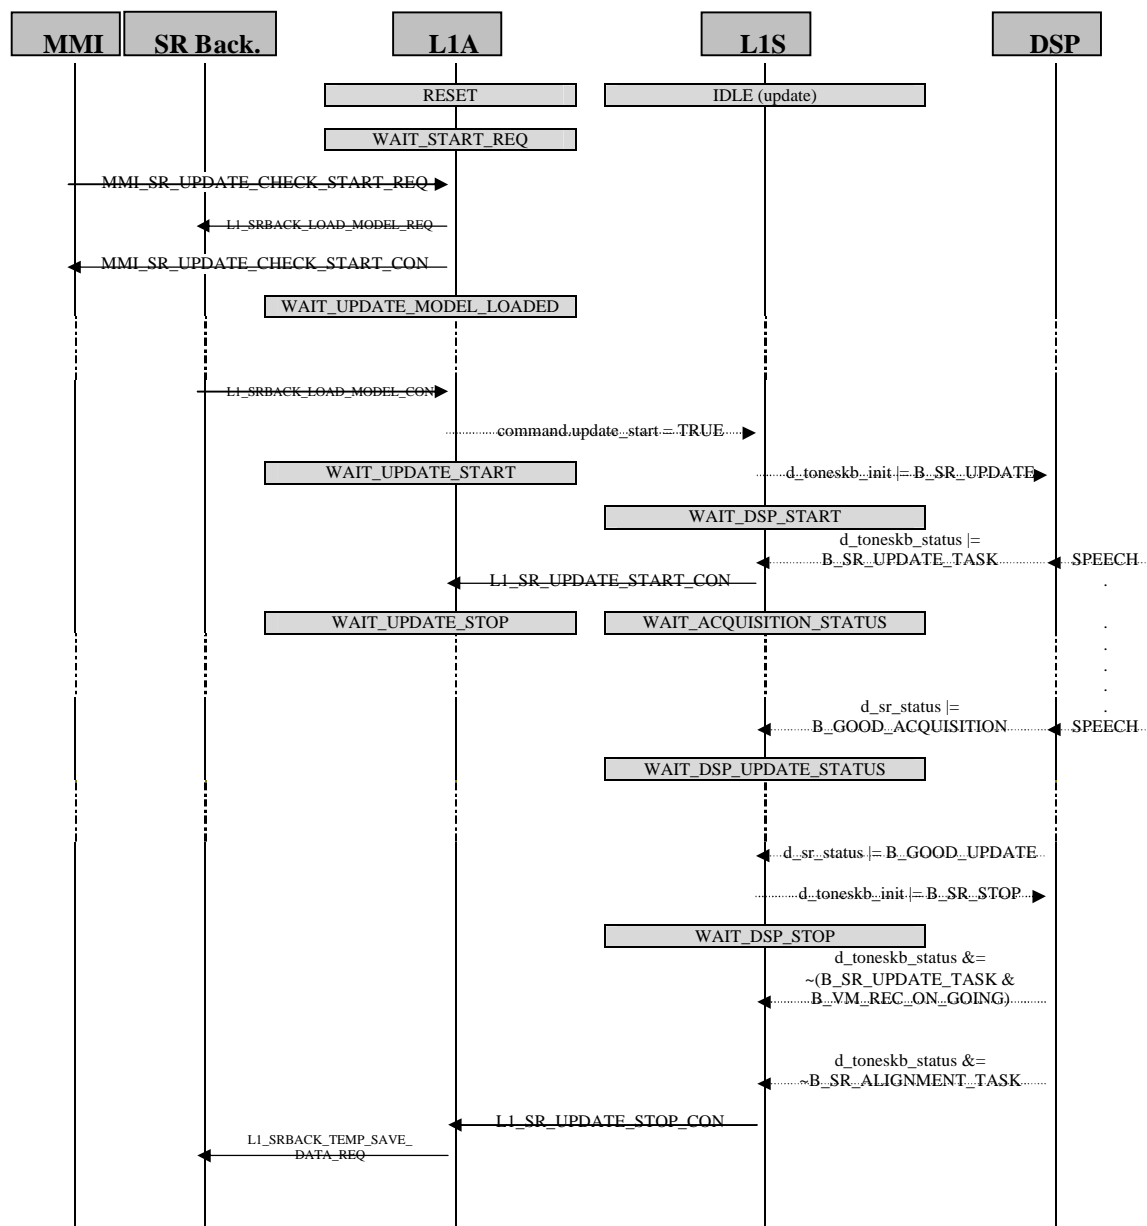 MMI SR Back. L1A L1S DSP
RESET IDLE (update)
WAIT_START_REQ
MMI_SR_UPDATE_CHECK_START_REQ
L1_SRBACK_LOAD_MODEL_REQ
MMI_SR_UPDATE_CHECK_START_CON
WAIT_UPDATE_MODEL_LOADED
L1_SRBACK_LOAD_MODEL_CON
command.update_start = TRUE
WAIT_UPDATE_START d_toneskb_init |= B_SR_UPDATE
WAIT_DSP_START
d_toneskb_status |=
B_SR_UPDATE_TASK SPEECH
L1_SR_UPDATE_START_CON .
WAIT_UPDATE_STOP WAIT_ACQUISITION_STATUS .
.
.
.
d_sr_status |= .
B_GOOD_ACQUISITION SPEECH
WAIT_DSP_UPDATE_STATUS
d_sr_status |= B_GOOD_UPDATE
d_toneskb_init |= B_SR_STOP
WAIT_DSP_STOP
d_toneskb_status &=
~(B_SR_UPDATE_TASK &
B_VM_REC_ON_GOING)
d_toneskb_status &=
~B_SR_ALIGNMENT_TASK
L1_SR_UPDATE_STOP_CON
L1_SRBACK_TEMP_SAVE_
DATA_REQ